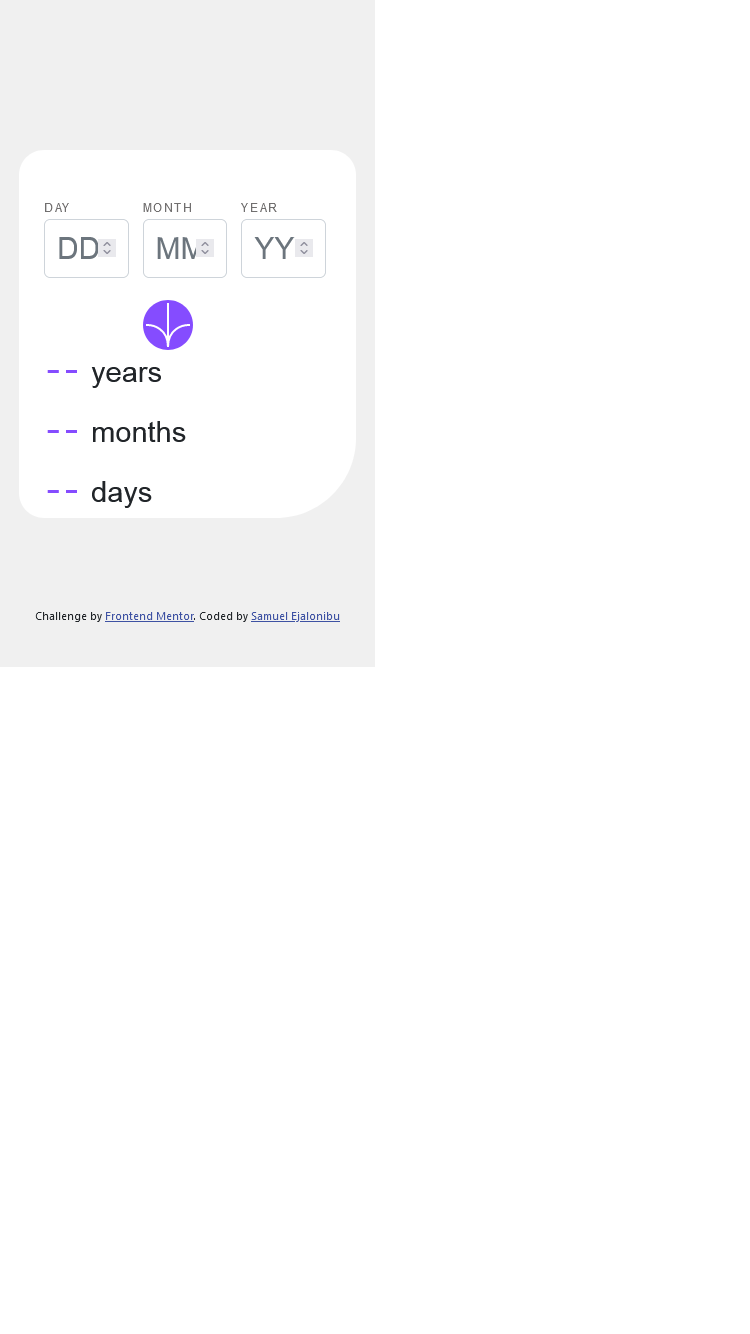 DAY MONTH YEAR
DD MM YY
-- years
-- months
-- days
Challenge by Frontend Mentor. Coded by Samuel Ejalonibu